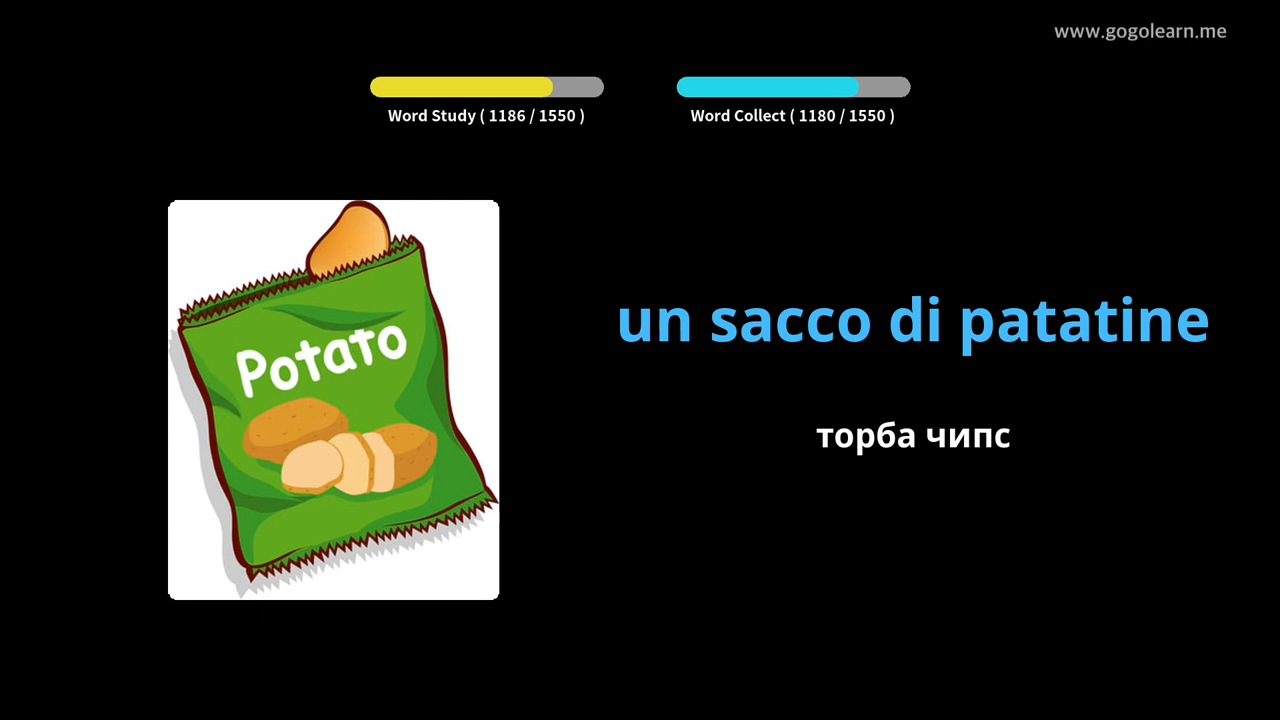 www.gogolearn.me
Word Study ( 1186 / 1550 )
Word Collect ( 1180 / 1550 )
Potato
un sacco di patatine
торба чипс